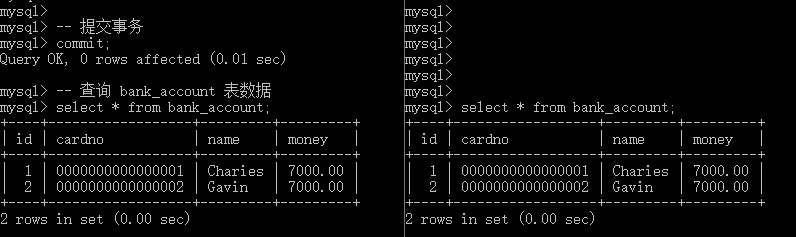 mysql>
mysql> -- 提交事务
mysql> commit;
Query OK, 0 rows affected (0.01 sec)

mysql> -- 查询 bank_account 表数据
mysql> select * from bank_account;
+----+------------------+---------+---------+
| id | cardno           | name    | money   |
+----+------------------+---------+---------+
|  1 | 0000000000000001 | Charies | 7000.00 |
|  2 | 0000000000000002 | Gavin   | 7000.00 |
+----+------------------+---------+---------+
2 rows in set (0.00 sec)

mysql>
mysql>
mysql>
mysql>
mysql>
mysql>
mysql> select * from bank_account;
+----+------------------+---------+---------+
| id | cardno           | name    | money   |
+----+------------------+---------+---------+
|  1 | 0000000000000001 | Charies | 7000.00 |
|  2 | 0000000000000002 | Gavin   | 7000.00 |
+----+------------------+---------+---------+
2 rows in set (0.00 sec)